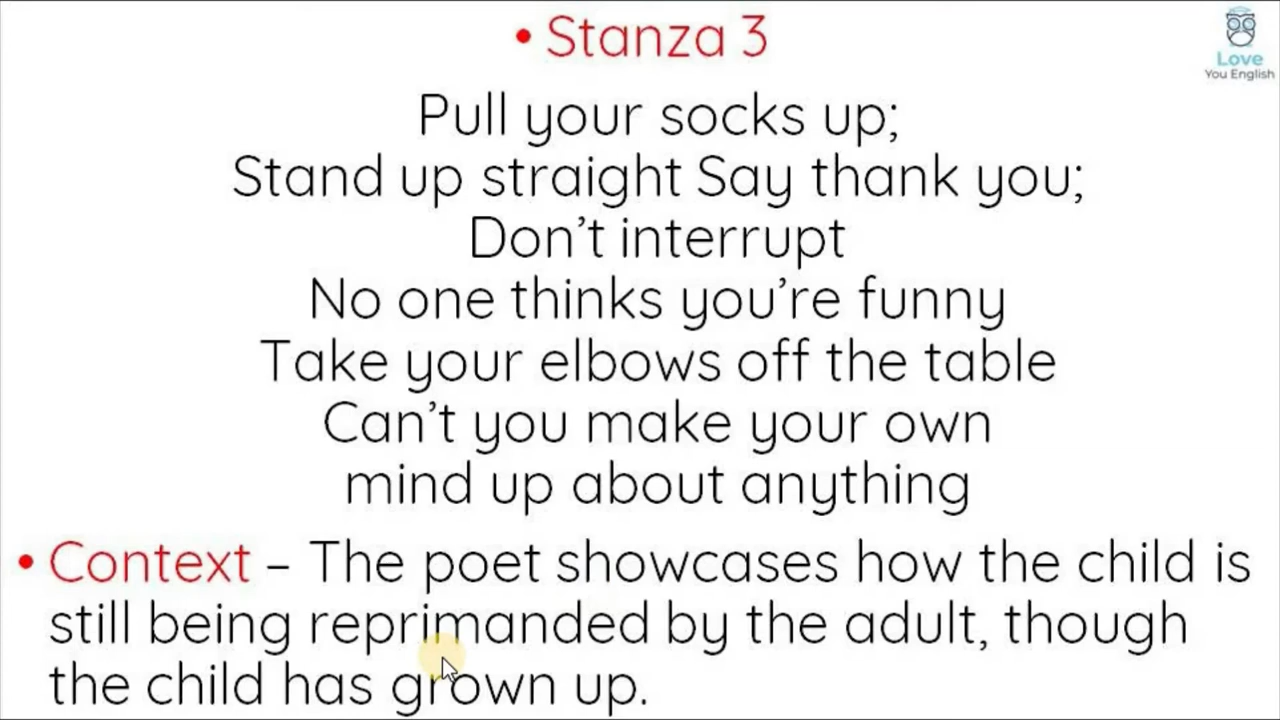 • Stanza 3
Love
You English
Pull your socks up;
Stand up straight Say thank you;
Don’t interrupt
No one thinks you’re funny
Take your elbows off the table
Can’t you make your own
mind up about anything
• Context – The poet showcases how the child is
still being reprimanded by the adult, though
the child has grown up.